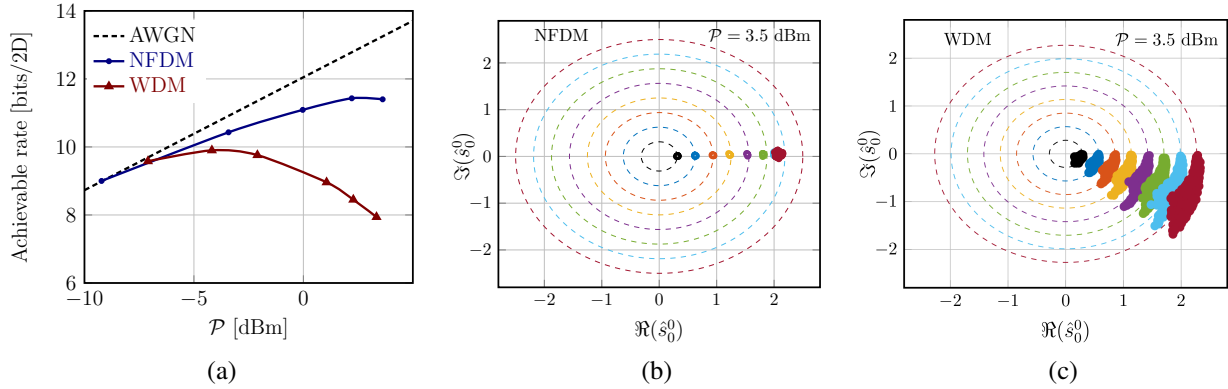 Achievable rate [bits/2D]
14
12
10
8
6
−10
−5
0
𝒫 [dBm]
AWGN
NFDM
WDM
(a)
ℑ(ŝ₀⁰)
2
1
0
−1
−2
−2
−1
0
1
2
ℜ(ŝ₀⁰)
NFDM
𝒫 = 3.5 dBm
(b)
ℑ(ŝ₀⁰)
2
1
0
−1
−2
−2
−1
0
1
2
ℜ(ŝ₀⁰)
WDM
𝒫 = 3.5 dBm
(c)